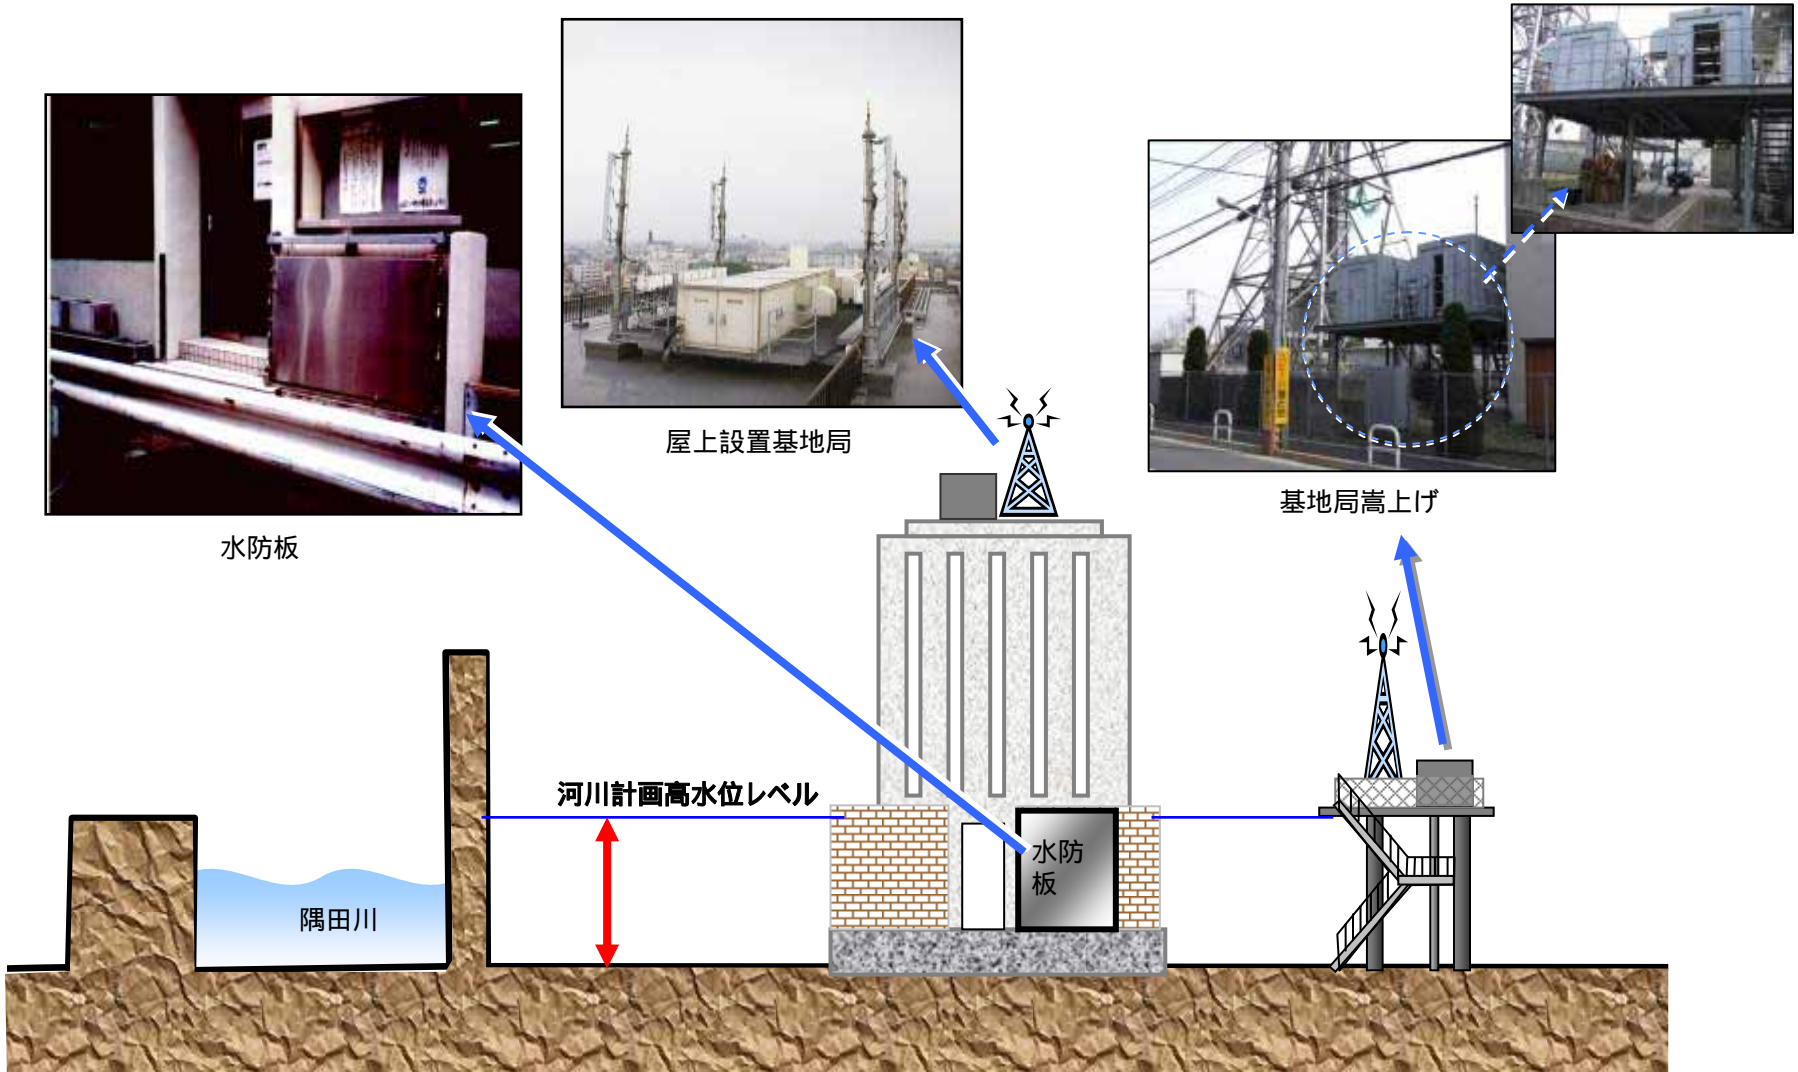 屋上設置基地局
基地局嵩上げ
水防板
河川計画高水位レベル
水防
板
隅田川